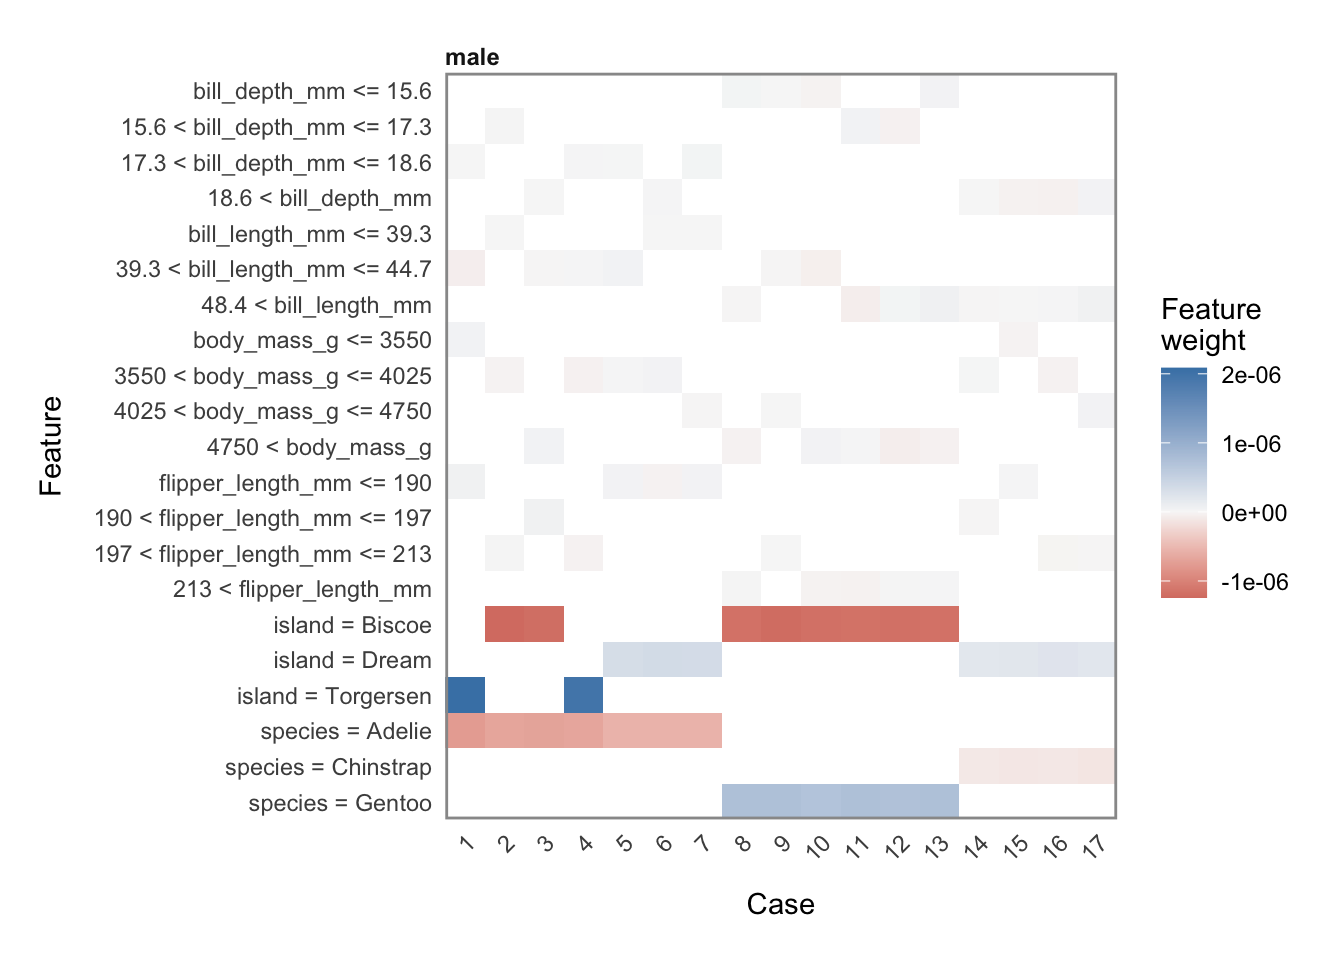 male
bill_depth_mm <= 15.6
15.6 < bill_depth_mm <= 17.3
17.3 < bill_depth_mm <= 18.6
18.6 < bill_depth_mm
bill_length_mm <= 39.3
39.3 < bill_length_mm <= 44.7
48.4 < bill_length_mm
body_mass_g <= 3550
3550 < body_mass_g <= 4025
4025 < body_mass_g <= 4750
4750 < body_mass_g
flipper_length_mm <= 190
190 < flipper_length_mm <= 197
197 < flipper_length_mm <= 213
213 < flipper_length_mm
island = Biscoe
island = Dream
island = Torgersen
species = Adelie
species = Chinstrap
species = Gentoo
Feature
1 2 3 4 5 6 7 8 9 10 11 12 13 14 15 16 17
Case
Feature
weight
2e-06
1e-06
0e+00
-1e-06